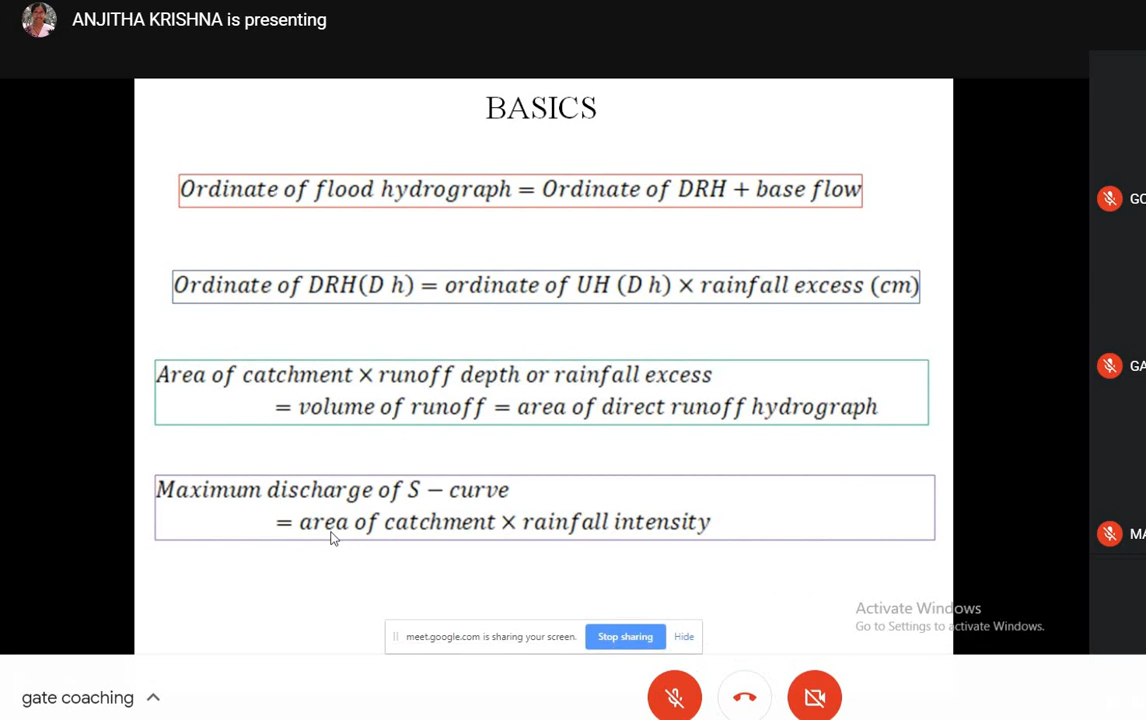 ANJITHA KRISHNA is presenting
BASICS
Ordinate of flood hydrograph = Ordinate of DRH + base flow
Ordinate of DRH(D h) = ordinate of UH (D h) × rainfall excess (cm)
Area of catchment × runoff depth or rainfall excess
= volume of runoff = area of direct runoff hydrograph
Maximum discharge of S − curve
= area of catchment × rainfall intensity
GO
GA
MA
Activate Windows
Go to Settings to activate Windows.
meet.google.com is sharing your screen.
Stop sharing
Hide
gate coaching